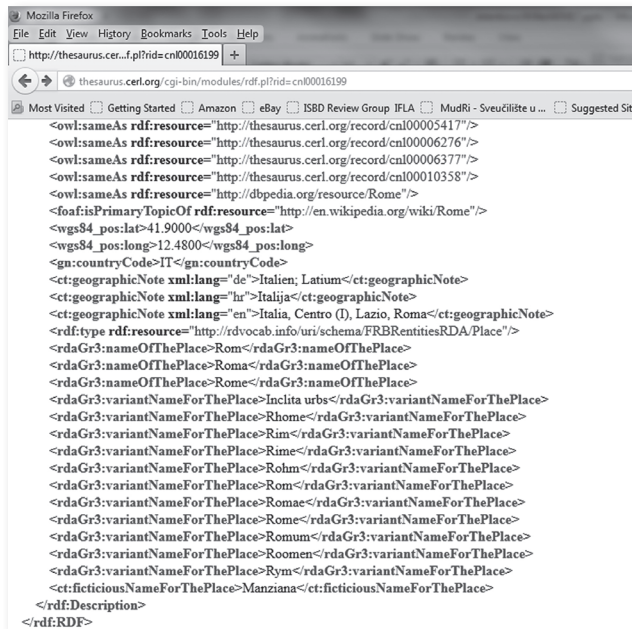 Mozilla Firefox
File Edit View History Bookmarks Tools Help
http://thesaurus.cer...f.pl?rid=cnl00016199 +
thesaurus.cerl.org/cgi-bin/modules/rdf.pl?rid=cnl00016199
Most Visited Getting Started Amazon eBay ISBD Review Group IFLA MudRi - Sveučilište u ... Suggested Sit
<owl:sameAs rdf:resource="http://thesaurus.cerl.org/record/cnl00005417"/>
<owl:sameAs rdf:resource="http://thesaurus.cerl.org/record/cnl00006276"/>
<owl:sameAs rdf:resource="http://thesaurus.cerl.org/record/cnl00006377"/>
<owl:sameAs rdf:resource="http://thesaurus.cerl.org/record/cnl00010358"/>
<owl:sameAs rdf:resource="http://dbpedia.org/resource/Rome"/>
<foaf:isPrimaryTopicOf rdf:resource="http://en.wikipedia.org/wiki/Rome"/>
<wgs84_pos:lat>41.9000</wgs84_pos:lat>
<wgs84_pos:long>12.4800</wgs84_pos:long>
<gn:countryCode>IT</gn:countryCode>
<ct:geographicNote xml:lang="de">Italien; Latium</ct:geographicNote>
<ct:geographicNote xml:lang="hr">Italija</ct:geographicNote>
<ct:geographicNote xml:lang="en">Italia, Centro (I), Lazio, Roma</ct:geographicNote>
<rdf:type rdf:resource="http://rdvocab.info/uri/schema/FRBRentitiesRDA/Place"/>
<rdaGr3:nameOfThePlace>Rom</rdaGr3:nameOfThePlace>
<rdaGr3:nameOfThePlace>Roma</rdaGr3:nameOfThePlace>
<rdaGr3:nameOfThePlace>Rome</rdaGr3:nameOfThePlace>
<rdaGr3:variantNameForThePlace>Inclita urbs</rdaGr3:variantNameForThePlace>
<rdaGr3:variantNameForThePlace>Rhome</rdaGr3:variantNameForThePlace>
<rdaGr3:variantNameForThePlace>Rim</rdaGr3:variantNameForThePlace>
<rdaGr3:variantNameForThePlace>Rime</rdaGr3:variantNameForThePlace>
<rdaGr3:variantNameForThePlace>Rohm</rdaGr3:variantNameForThePlace>
<rdaGr3:variantNameForThePlace>Rom</rdaGr3:variantNameForThePlace>
<rdaGr3:variantNameForThePlace>Romae</rdaGr3:variantNameForThePlace>
<rdaGr3:variantNameForThePlace>Rome</rdaGr3:variantNameForThePlace>
<rdaGr3:variantNameForThePlace>Romum</rdaGr3:variantNameForThePlace>
<rdaGr3:variantNameForThePlace>Roomen</rdaGr3:variantNameForThePlace>
<rdaGr3:variantNameForThePlace>Rym</rdaGr3:variantNameForThePlace>
<ct:ficticiousNameForThePlace>Manziana</ct:ficticiousNameForThePlace>
</rdf:Description>
</rdf:RDF>